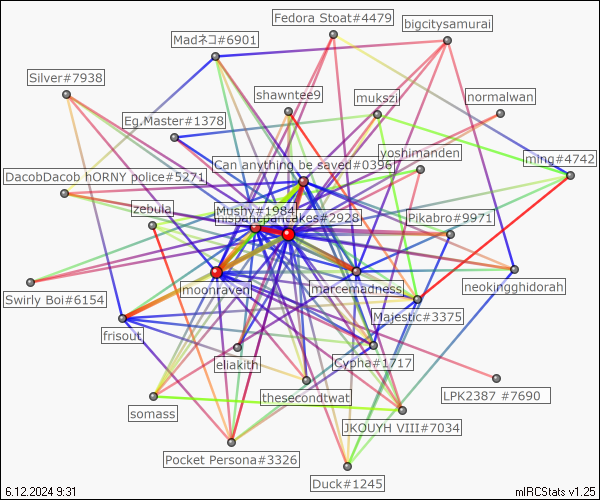 Fedora Stoat#4479
bigcitysamurai
Madネコ#6901
Silver#7938
shawntee9
mukszi
normalwan
Eg.Master#1378
yoshimanden
ming#4742
Can anything be saved#0396
DacobDacob hORNY police#5271
zebula
Mushy#1984
Pikabro#9971
Swirly Boi#6154
moonraven
marcemadness
neokingghidorah
Majestic#3375
frisout
eliakith
Cypha#1717
thesecondtwat
LPK2387 #7690
somass
JKOUYH VIII#7034
Pocket Persona#3326
Duck#1245
6.12.2024 9:31
mIRCStats v1.25